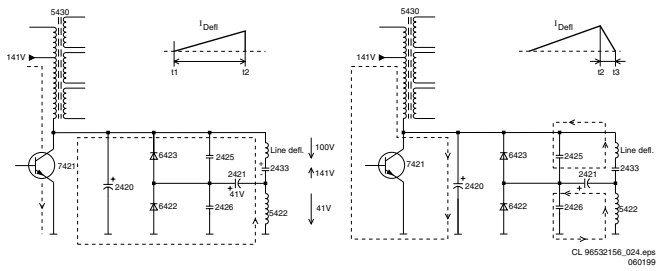 5430
I Defl
141V
t1
t2
7421
2420
6423
6422
2425
2426
2421
41V
Line defl.
2433
5422
100V
141V
41V
5430
I Defl
141V
t2
t3
7421
2420
6423
6422
2425
2426
2421
Line defl.
2433
5422
CL 96532156_024.eps
060199